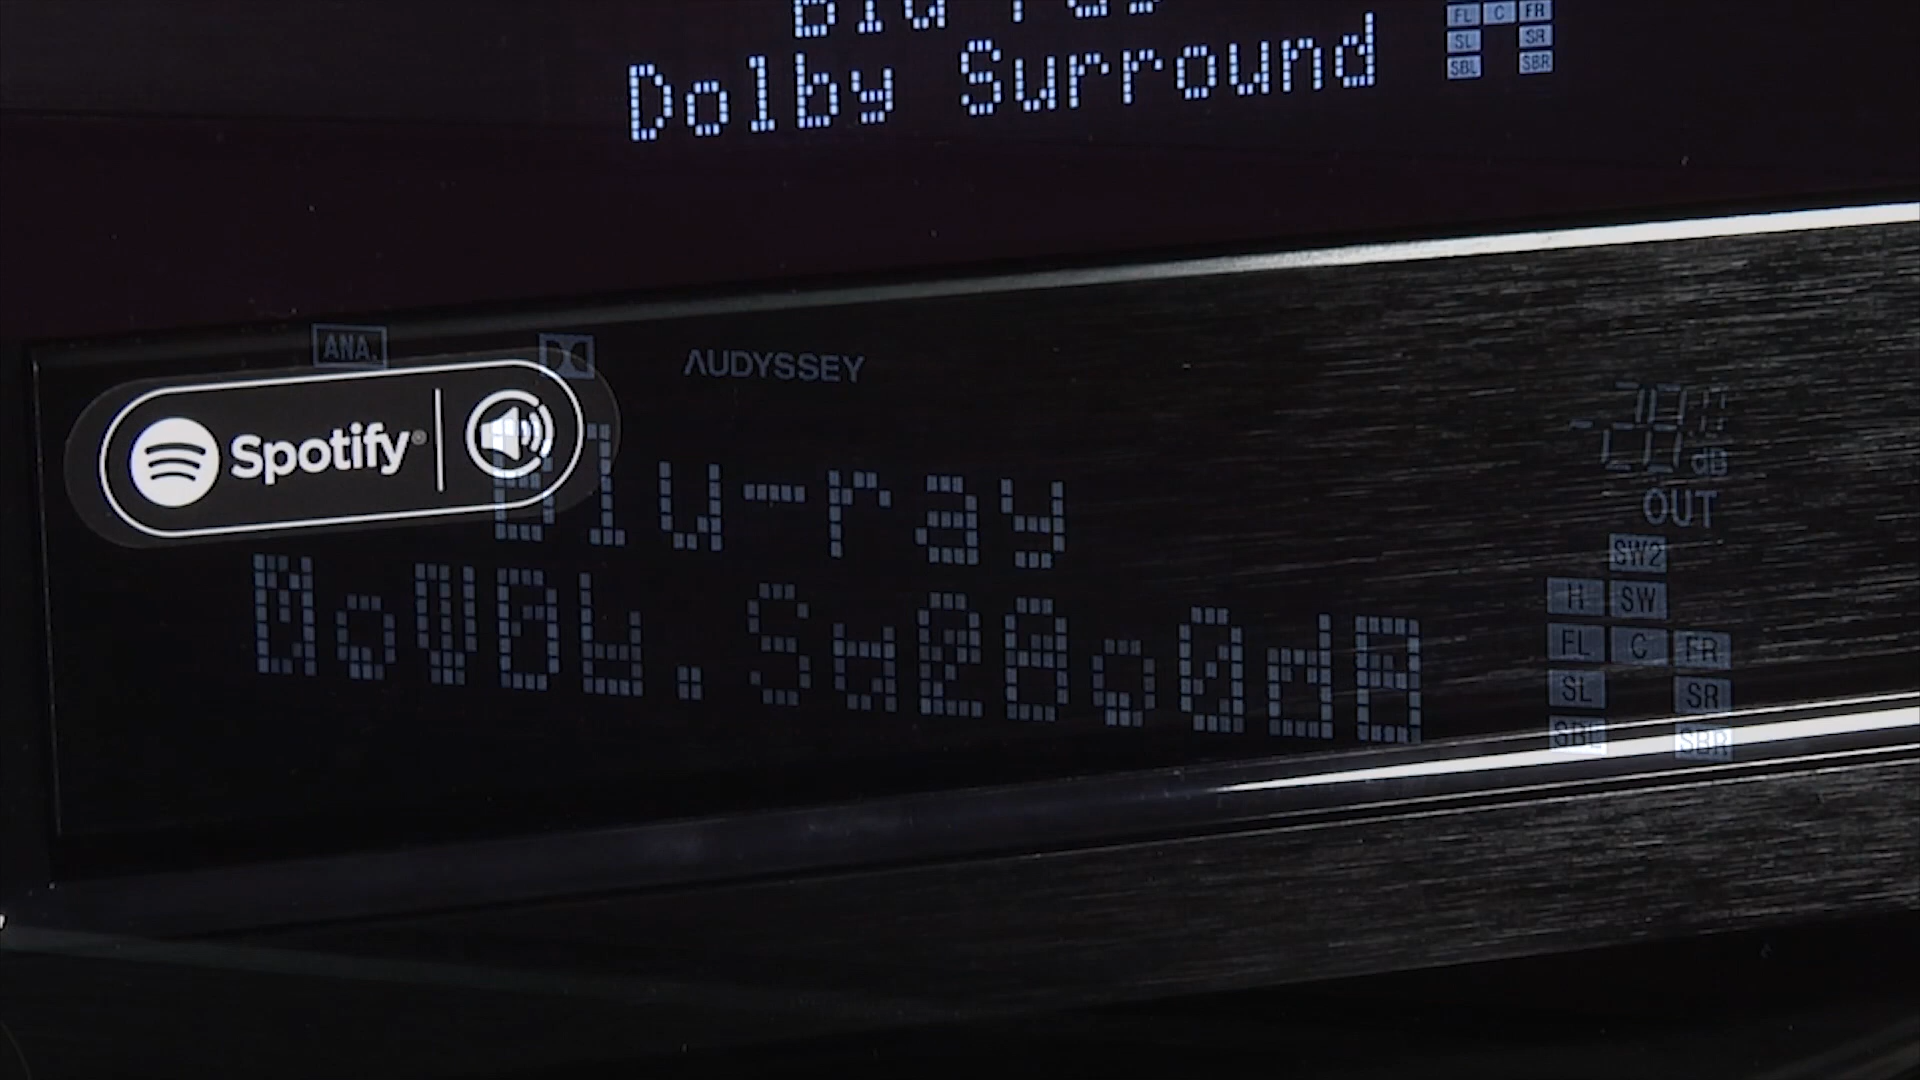 Dolby Surround
FL C FR
SL SR
SBL SBR
ANA.
AUDYSSEY
Spotify®
Blu-ray
dB
OUT
SW2
H SW
FL C FR
SL SR
SBL SBR